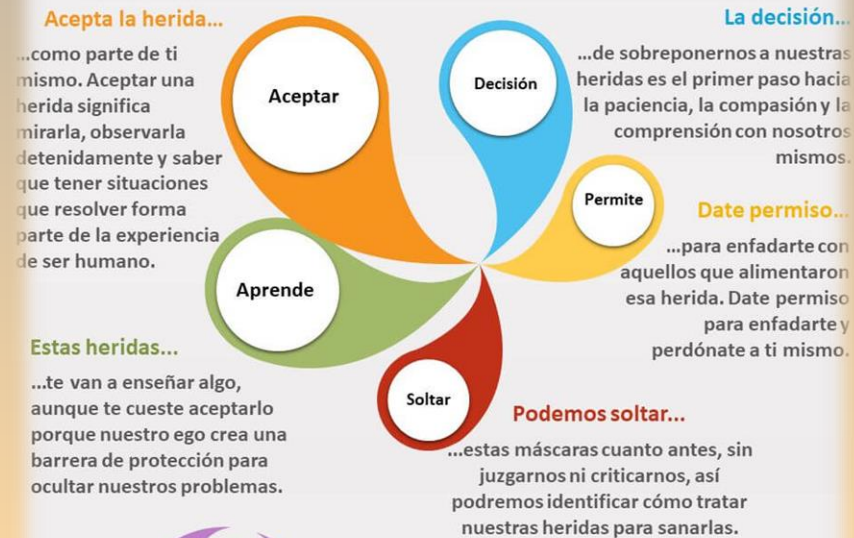 Acepta la herida...
...como parte de ti
mismo. Aceptar una
herida significa
mirarla, observarla
detenidamente y saber
que tener situaciones
que resolver forma
parte de la experiencia
de ser humano.
Aceptar
Decisión
La decisión...
...de sobreponernos a nuestras
heridas es el primer paso hacia
la paciencia, la compasión y la
comprensión con nosotros
mismos.
Permite
Date permiso...
...para enfadarte con
aquellos que alimentaron
esa herida. Date permiso
para enfadarte y
perdónate a ti mismo.
Aprende
Estas heridas...
...te van a enseñar algo,
aunque te cueste aceptarlo
porque nuestro ego crea una
barrera de protección para
ocultar nuestros problemas.
Soltar
Podemos soltar...
...estas máscaras cuanto antes, sin
juzgarnos ni criticarnos, así
podremos identificar cómo tratar
nuestras heridas para sanarlas.